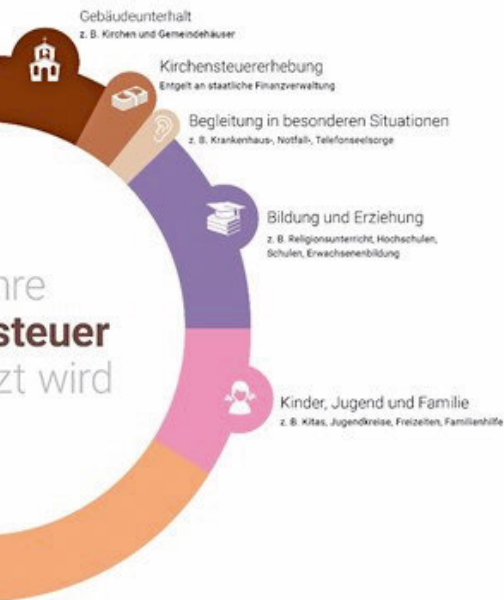 Gebäudeunterhalt
z. B. Kirchen und Gemeindehäuser
Kirchensteuererhebung
Entgelt an staatliche Finanzverwaltung
Begleitung in besonderen Situationen
z. B. Krankenhaus-, Notfall-, Telefonseelsorge
Bildung und Erziehung
z. B. Religionsunterricht, Hochschulen,
Schulen, Erwachsenenbildung
hre
steuer
zt wird
Kinder, Jugend und Familie
z. B. Kitas, Jugendkreise, Freizeiten, Familienhilfe